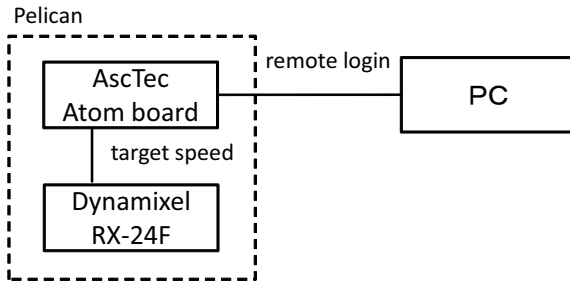 Pelican
AscTec
Atom board
remote login
PC
target speed
Dynamixel
RX-24F